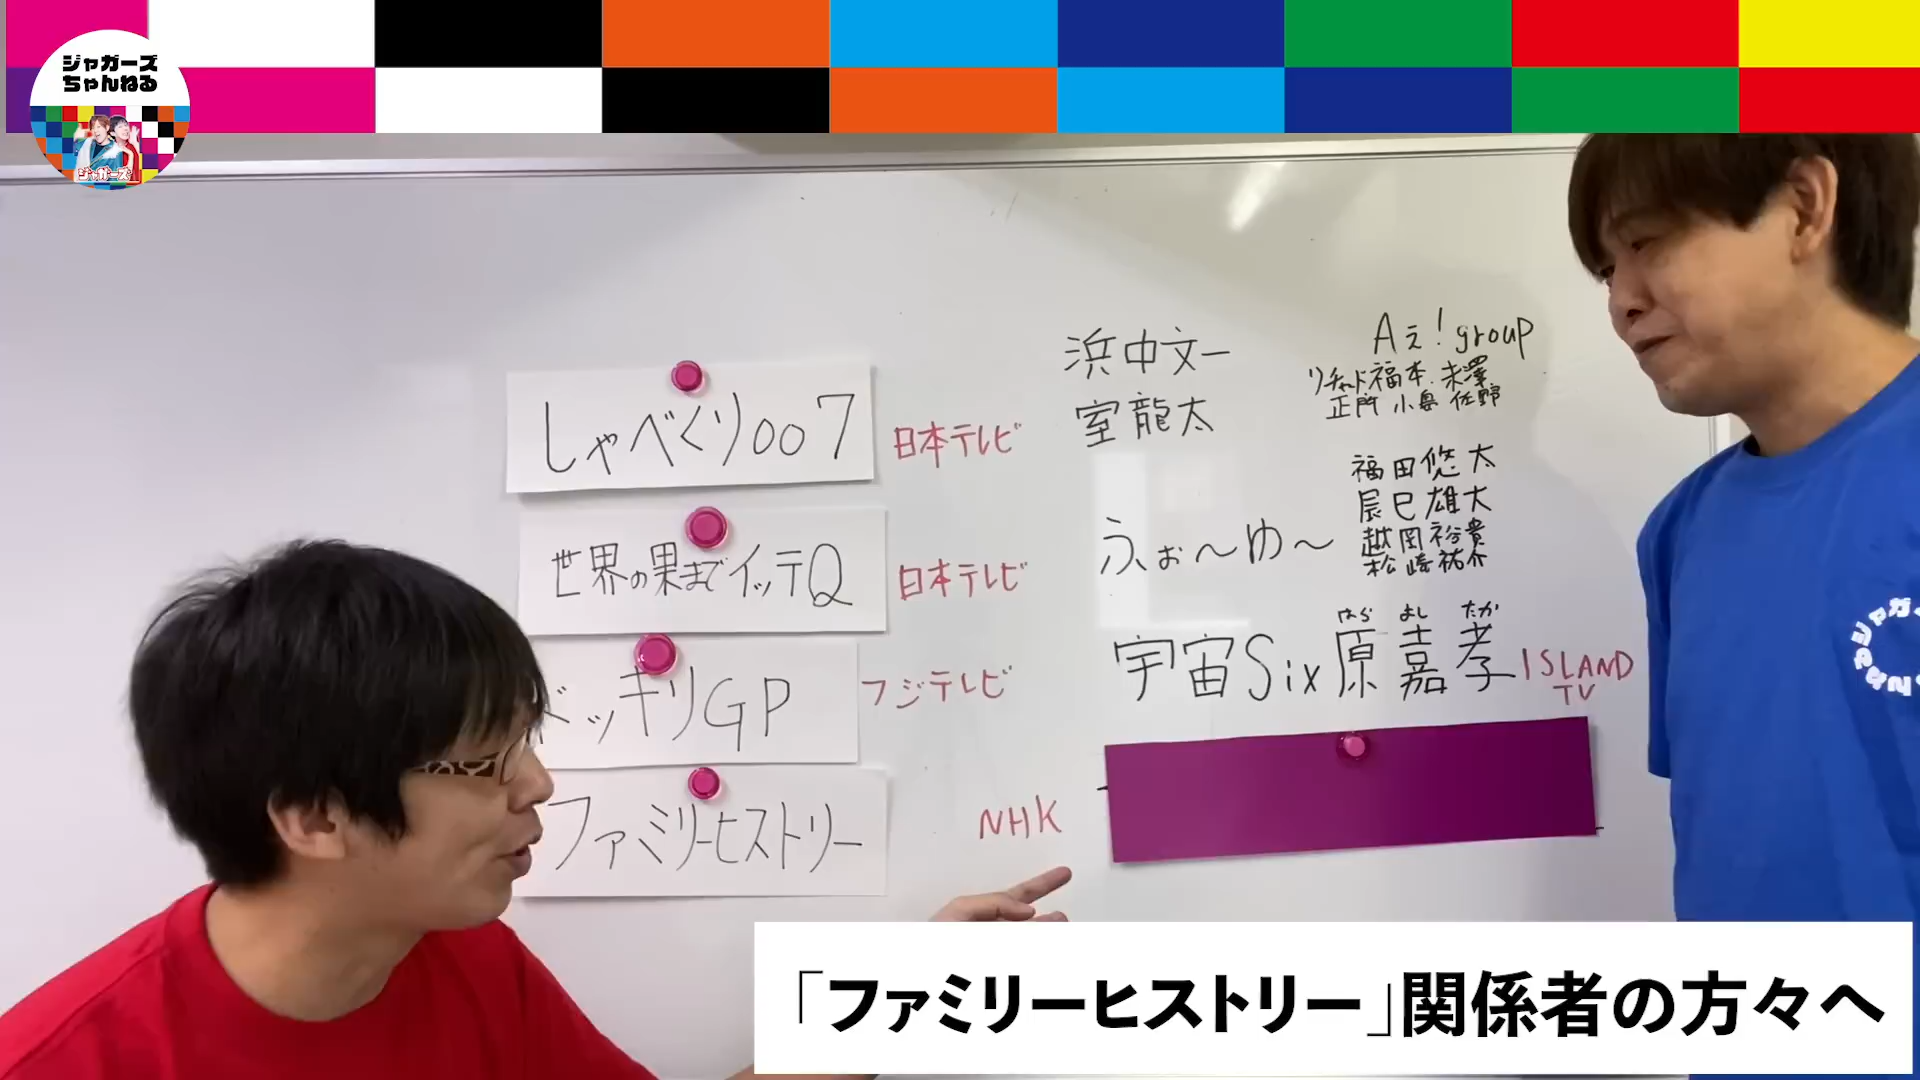 ジャガーズ
ちゃんねる
ジャガーズ
しゃべくり007
日本テレビ
世界の果までイッテQ
日本テレビ
ドッキリGP
フジテレビ
ファミリーヒストリー
NHK
浜中文一
室龍太
Aぇ!group
リチャード福本 末澤
正門 小島 佐野
ふぉ〜ゆ〜
福田悠太
辰巳雄大
越岡裕貴
松崎祐介
はら よし たか
宇宙Six原嘉孝
ISLAND
TV
「ファミリーヒストリー」関係者の方々へ